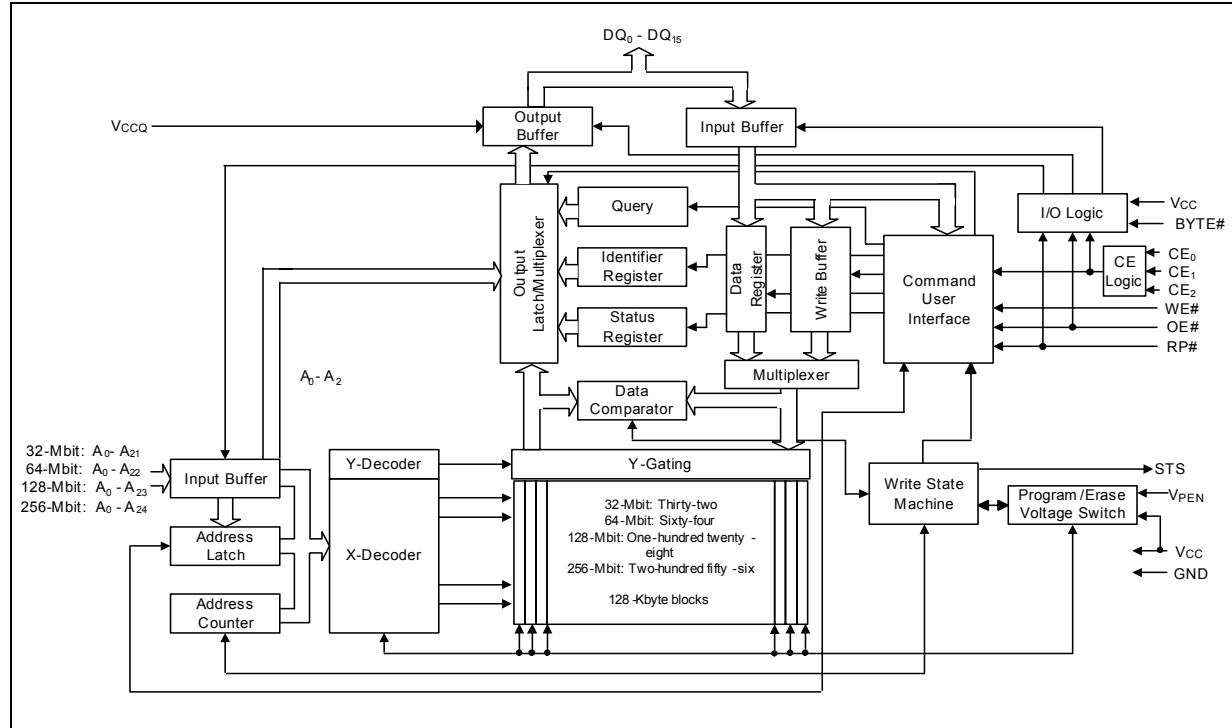 DQ0 - DQ15
VCCQ
Output
Buffer
Input Buffer
Output
Latch/Multiplexer
Query
Identifier
Register
Status
Register
Data
Register
Write Buffer
Command
User
Interface
I/O Logic
VCC
BYTE#
CE
Logic
CE0
CE1
CE2
WE#
OE#
RP#
Multiplexer
A0- A2
Data
Comparator
32-Mbit: A0- A21
64-Mbit: A0 - A22
128-Mbit: A0 - A23
256-Mbit: A0 - A24
Input Buffer
Y-Decoder
Y-Gating
Address
Latch
X-Decoder
32-Mbit: Thirty-two
64-Mbit: Sixty-four
128-Mbit: One-hundred twenty -
eight
256-Mbit: Two-hundred fifty -six
128 -Kbyte blocks
Write State
Machine
STS
Program /Erase
Voltage Switch
VPEN
VCC
GND
Address
Counter